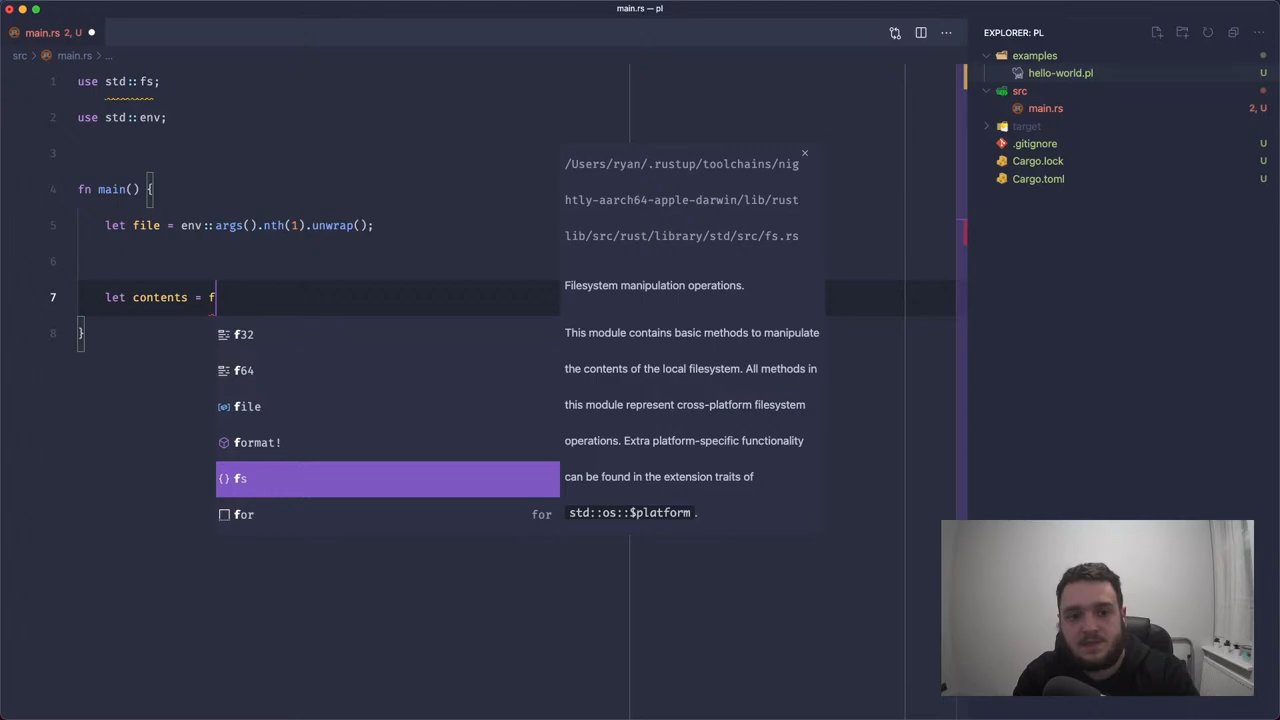 main.rs — pl
main.rs 2, U
src > main.rs > ...
1 use std::fs;
2 use std::env;
3
4 fn main() {
5 let file = env::args().nth(1).unwrap();
6
7 let contents = f
8 }
f32
f64
file
format!
{} fs
for for
/Users/ryan/.rustup/toolchains/nig
htly-aarch64-apple-darwin/lib/rust
lib/src/rust/library/std/src/fs.rs
Filesystem manipulation operations.
This module contains basic methods to manipulate
the contents of the local filesystem. All methods in
this module represent cross-platform filesystem
operations. Extra platform-specific functionality
can be found in the extension traits of
std::os::$platform.
EXPLORER: PL
examples
hello-world.pl U
src
main.rs 2, U
target
.gitignore U
Cargo.lock U
Cargo.toml U